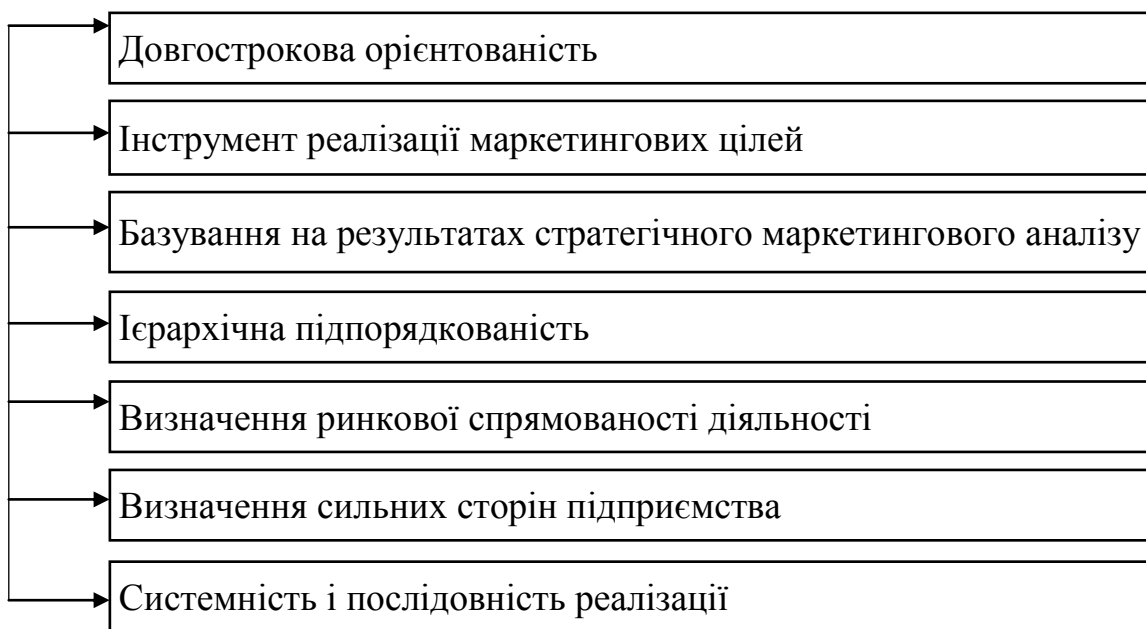 Довгострокова орієнтованість
Інструмент реалізації маркетингових цілей
Базування на результатах стратегічного маркетингового аналізу
Ієрархічна підпорядкованість
Визначення ринкової спрямованості діяльності
Визначення сильних сторін підприємства
Системність і послідовність реалізації